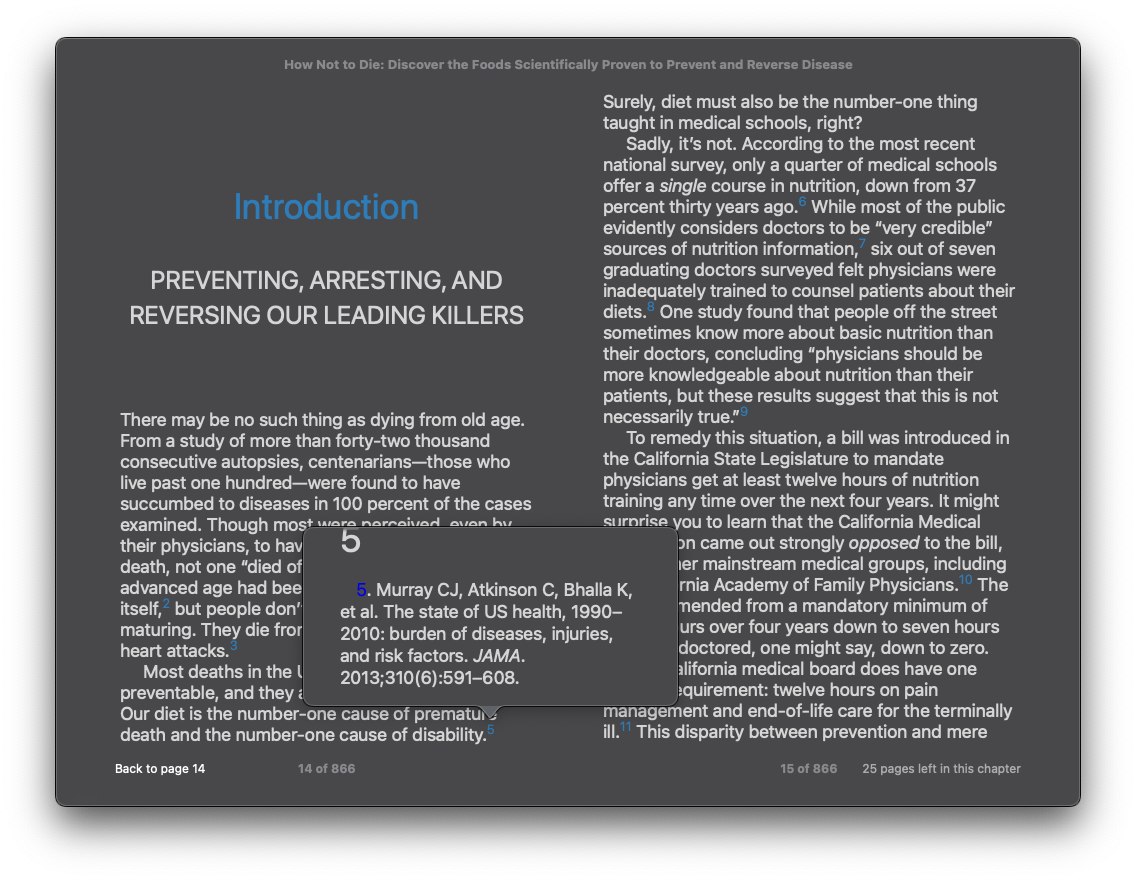 How Not to Die: Discover the Foods Scientifically Proven to Prevent and Reverse Disease
Introduction
PREVENTING, ARRESTING, AND
REVERSING OUR LEADING KILLERS
There may be no such thing as dying from old age.
From a study of more than forty-two thousand
consecutive autopsies, centenarians—those who
live past one hundred—were found to have
succumbed to diseases in 100 percent of the cases
examined. Though most were perceived, even by
their physicians, to hav
death, not one “died of
advanced age had bee
itself,2 but people don’
maturing. They die fro
heart attacks.3
Most deaths in the U
preventable, and they a
Our diet is the number-one cause of premature
death and the number-one cause of disability.5
5
5. Murray CJ, Atkinson C, Bhalla K,
et al. The state of US health, 1990–
2010: burden of diseases, injuries,
and risk factors. JAMA.
2013;310(6):591–608.
Surely, diet must also be the number-one thing
taught in medical schools, right?
Sadly, it’s not. According to the most recent
national survey, only a quarter of medical schools
offer a single course in nutrition, down from 37
percent thirty years ago.6 While most of the public
evidently considers doctors to be “very credible”
sources of nutrition information,7 six out of seven
graduating doctors surveyed felt physicians were
inadequately trained to counsel patients about their
diets.8 One study found that people off the street
sometimes know more about basic nutrition than
their doctors, concluding “physicians should be
more knowledgeable about nutrition than their
patients, but these results suggest that this is not
necessarily true.”9
To remedy this situation, a bill was introduced in
the California State Legislature to mandate
physicians get at least twelve hours of nutrition
training any time over the next four years. It might
surprise you to learn that the California Medical
on came out strongly opposed to the bill,
her mainstream medical groups, including
rnia Academy of Family Physicians.10 The
mended from a mandatory minimum of
urs over four years down to seven hours
doctored, one might say, down to zero.
alifornia medical board does have one
equirement: twelve hours on pain
management and end-of-life care for the terminally
ill.11 This disparity between prevention and mere
Back to page 14
14 of 866
15 of 866
25 pages left in this chapter